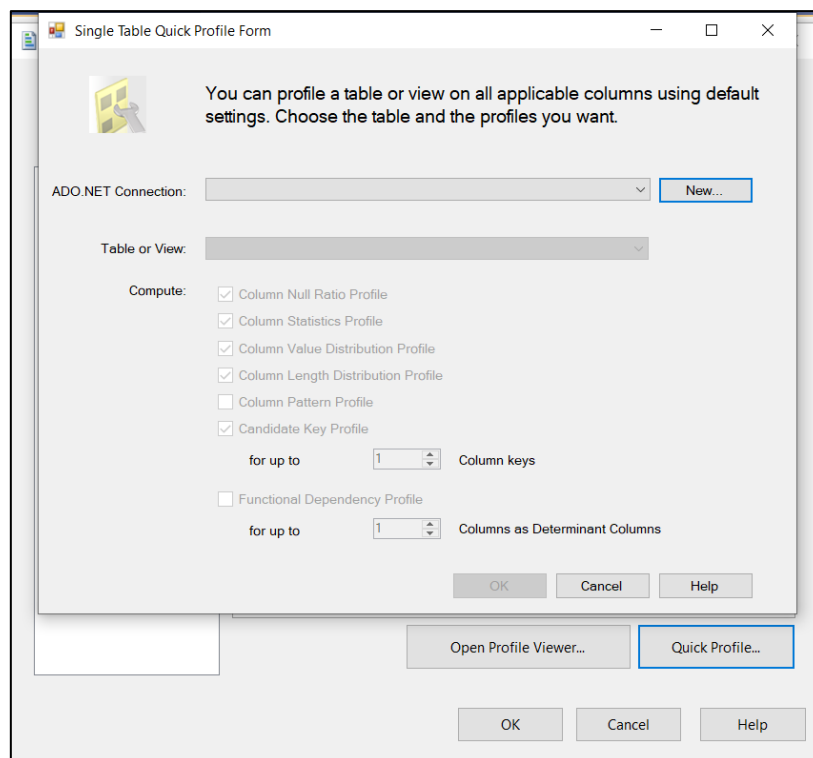 Single Table Quick Profile Form
You can profile a table or view on all applicable columns using default
settings. Choose the table and the profiles you want.
ADO.NET Connection:
New...
Table or View:
Compute:
Column Null Ratio Profile
Column Statistics Profile
Column Value Distribution Profile
Column Length Distribution Profile
Column Pattern Profile
Candidate Key Profile
for up to 1 Column keys
Functional Dependency Profile
for up to 1 Columns as Determinant Columns
OK Cancel Help
Open Profile Viewer... Quick Profile...
OK Cancel Help